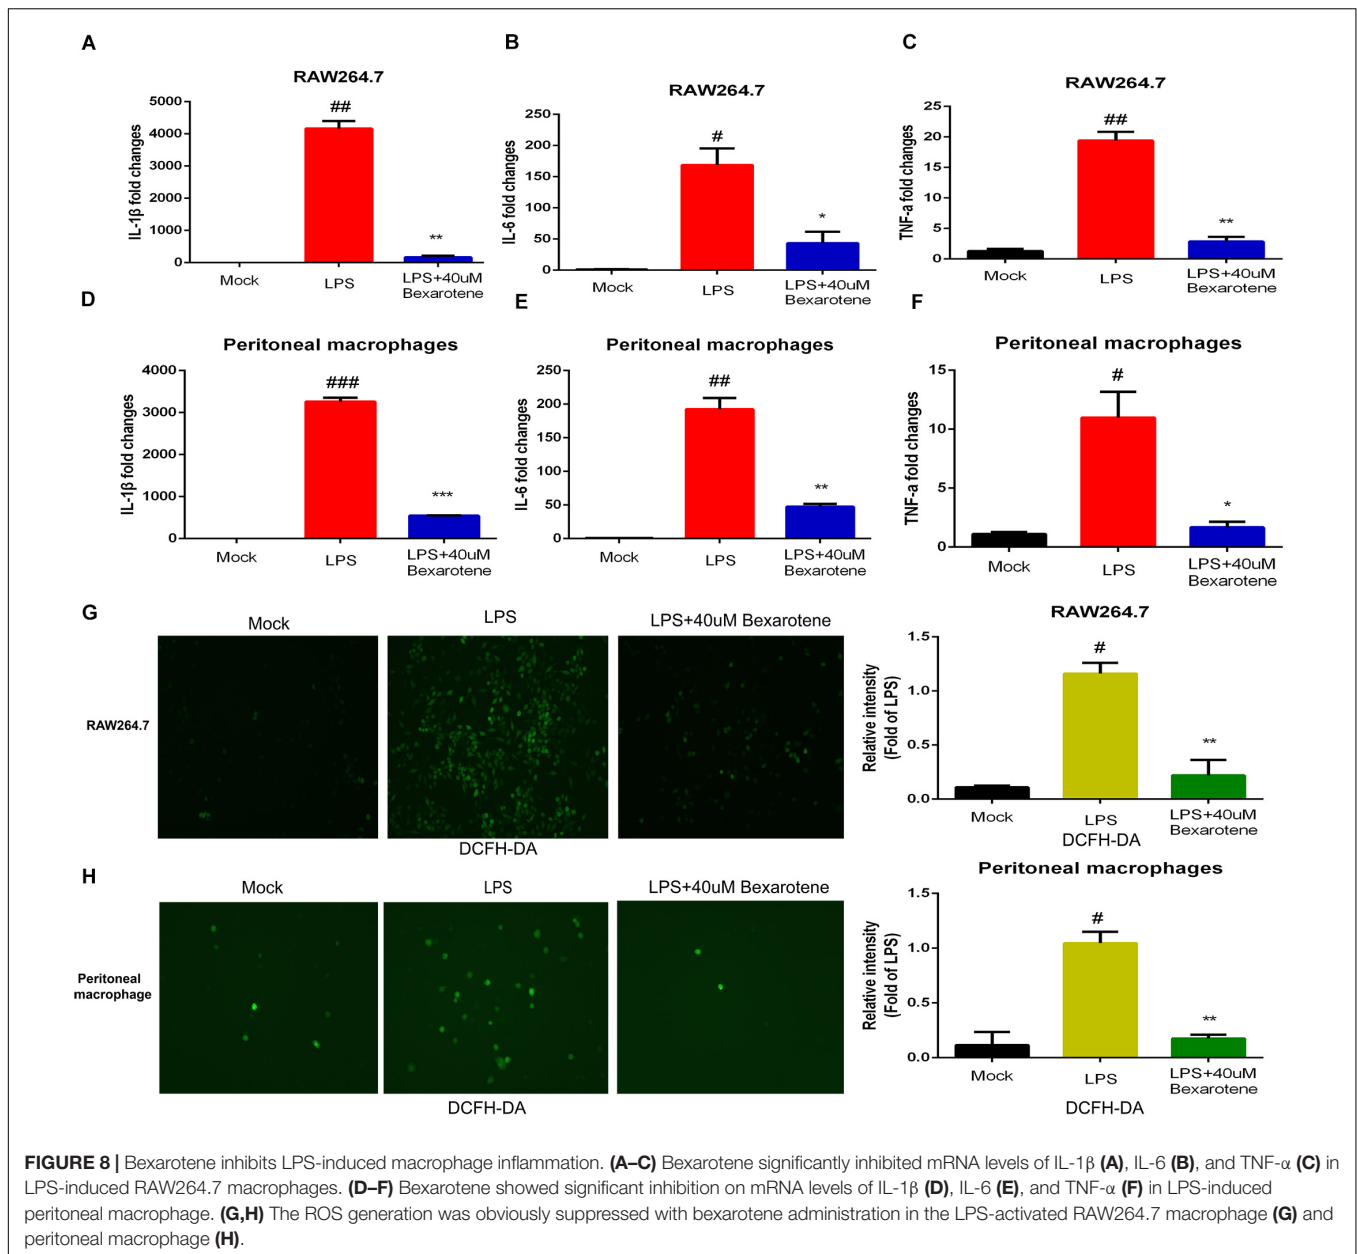 A
RAW264.7
IL-1β fold changes
5000
4000
3000
2000
1000
0
##
**
Mock
LPS
LPS+40uM
Bexarotene
B
RAW264.7
IL-6 fold changes
250
200
150
100
50
0
#
*
Mock
LPS
LPS+40uM
Bexarotene
C
RAW264.7
TNF-a fold changes
25
20
15
10
5
0
##
**
Mock
LPS
LPS+40uM
Bexarotene
D
Peritoneal macrophages
IL-1β fold changes
4000
3000
2000
1000
0
###
***
Mock
LPS
LPS+40uM
Bexarotene
E
Peritoneal macrophages
IL-6 fold changes
250
200
150
100
50
0
##
**
Mock
LPS
LPS+40uM
Bexarotene
F
Peritoneal macrophages
TNF-a fold changes
15
10
5
0
#
*
Mock
LPS
LPS+40uM
Bexarotene
G
Mock
LPS
LPS+40uM Bexarotene
RAW264.7
DCFH-DA
RAW264.7
Relative intensity
(Fold of LPS)
1.5
1.0
0.5
0.0
#
**
Mock
LPS
LPS+40uM
Bexarotene
DCFH-DA
H
Mock
LPS
LPS+40uM Bexarotene
Peritoneal
macrophage
DCFH-DA
Peritoneal macrophages
Relative intensity
(Fold of LPS)
1.5
1.0
0.5
0.0
#
**
Mock
LPS
LPS+40uM
Bexarotene
DCFH-DA
FIGURE 8 | Bexarotene inhibits LPS-induced macrophage inflammation. (A–C) Bexarotene significantly inhibited mRNA levels of IL-1β (A), IL-6 (B), and TNF-α (C) in
LPS-induced RAW264.7 macrophages. (D–F) Bexarotene showed significant inhibition on mRNA levels of IL-1β (D), IL-6 (E), and TNF-α (F) in LPS-induced
peritoneal macrophage. (G,H) The ROS generation was obviously suppressed with bexarotene administration in the LPS-activated RAW264.7 macrophage (G) and
peritoneal macrophage (H).